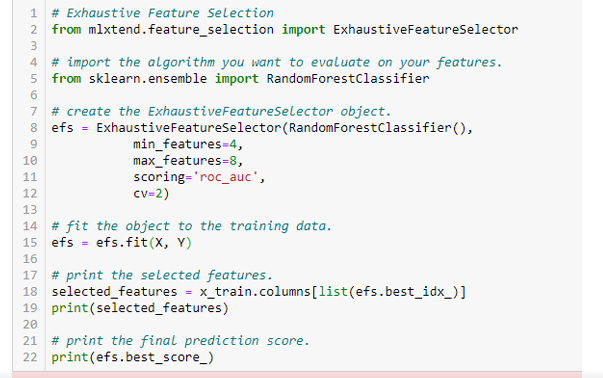 1 # Exhaustive Feature Selection
2 from mlxtend.feature_selection import ExhaustiveFeatureSelector
3
4 # import the algorithm you want to evaluate on your features.
5 from sklearn.ensemble import RandomForestClassifier
6
7 # create the ExhaustiveFeatureSelector object.
8 efs = ExhaustiveFeatureSelector(RandomForestClassifier(),
9            min_features=4,
10            max_features=8,
11            scoring='roc_auc',
12            cv=2)
13
14 # fit the object to the training data.
15 efs = efs.fit(X, Y)
16
17 # print the selected features.
18 selected_features = x_train.columns[list(efs.best_idx_)]
19 print(selected_features)
20
21 # print the final prediction score.
22 print(efs.best_score_)